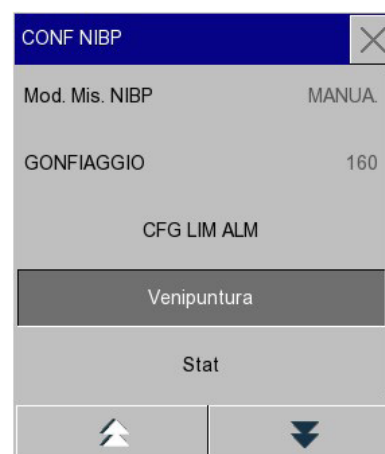 CONF NIBP
Mod. Mis. NIBP MANUA.
GONFIAGGIO 160
CFG LIM ALM
Venipuntura
Stat